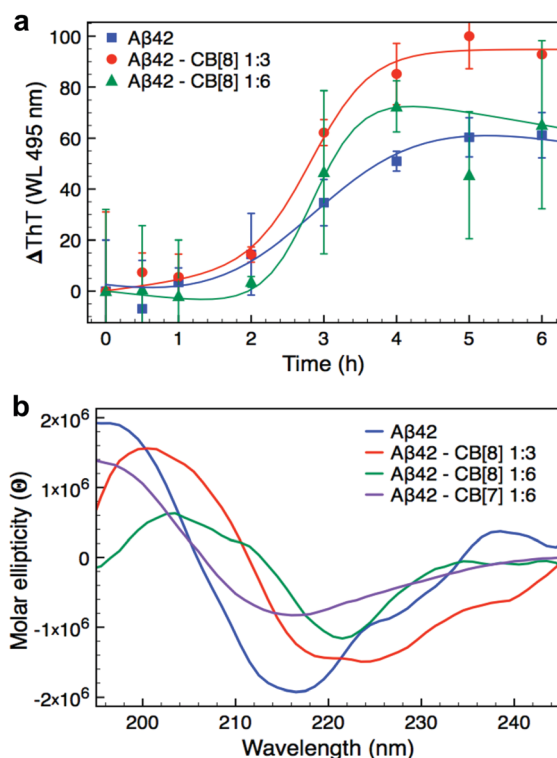 a
Aβ42
Aβ42 - CB[8] 1:3
Aβ42 - CB[8] 1:6
100
80
60
40
20
0
ΔThT (WL 495 nm)
0 1 2 3 4 5 6
Time (h)
b
Aβ42
Aβ42 - CB[8] 1:3
Aβ42 - CB[8] 1:6
Aβ42 - CB[7] 1:6
2×10⁶
1×10⁶
0
-1×10⁶
-2×10⁶
Molar ellipticity (Θ)
200 210 220 230 240
Wavelength (nm)